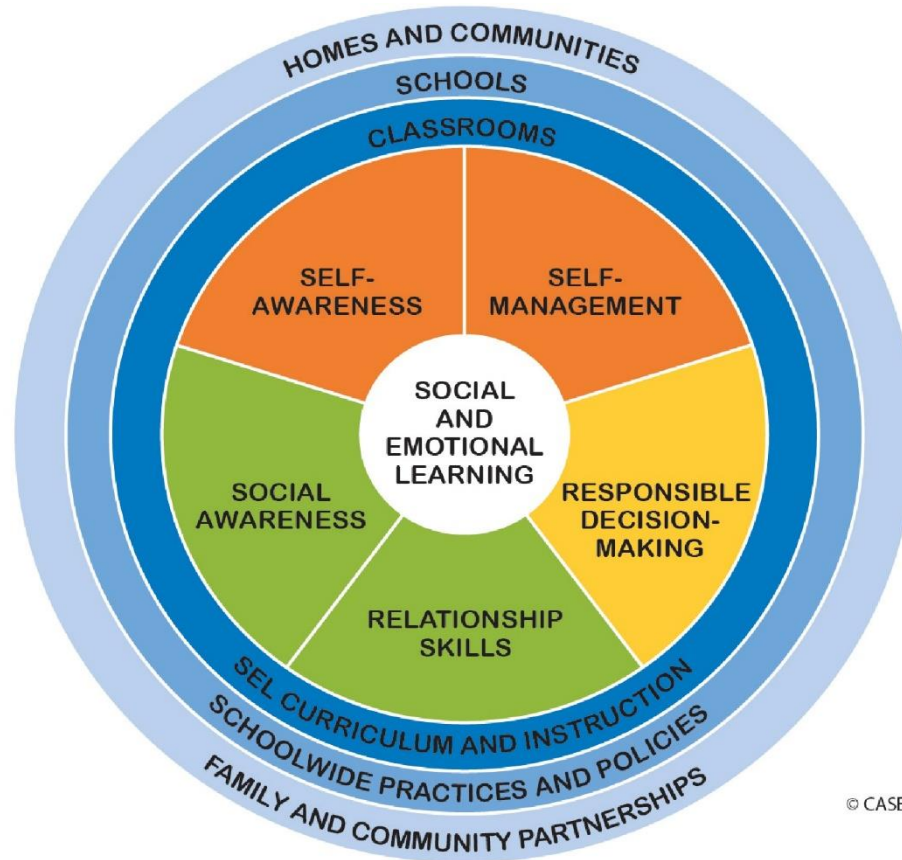 HOMES AND COMMUNITIES
SCHOOLS
CLASSROOMS
SELF-
AWARENESS
SELF-
MANAGEMENT
SOCIAL
AND
EMOTIONAL
LEARNING
SOCIAL
AWARENESS
RESPONSIBLE
DECISION-
MAKING
RELATIONSHIP
SKILLS
SEL CURRICULUM AND INSTRUCTION
SCHOOLWIDE PRACTICES AND POLICIES
FAMILY AND COMMUNITY PARTNERSHIPS
© CASE